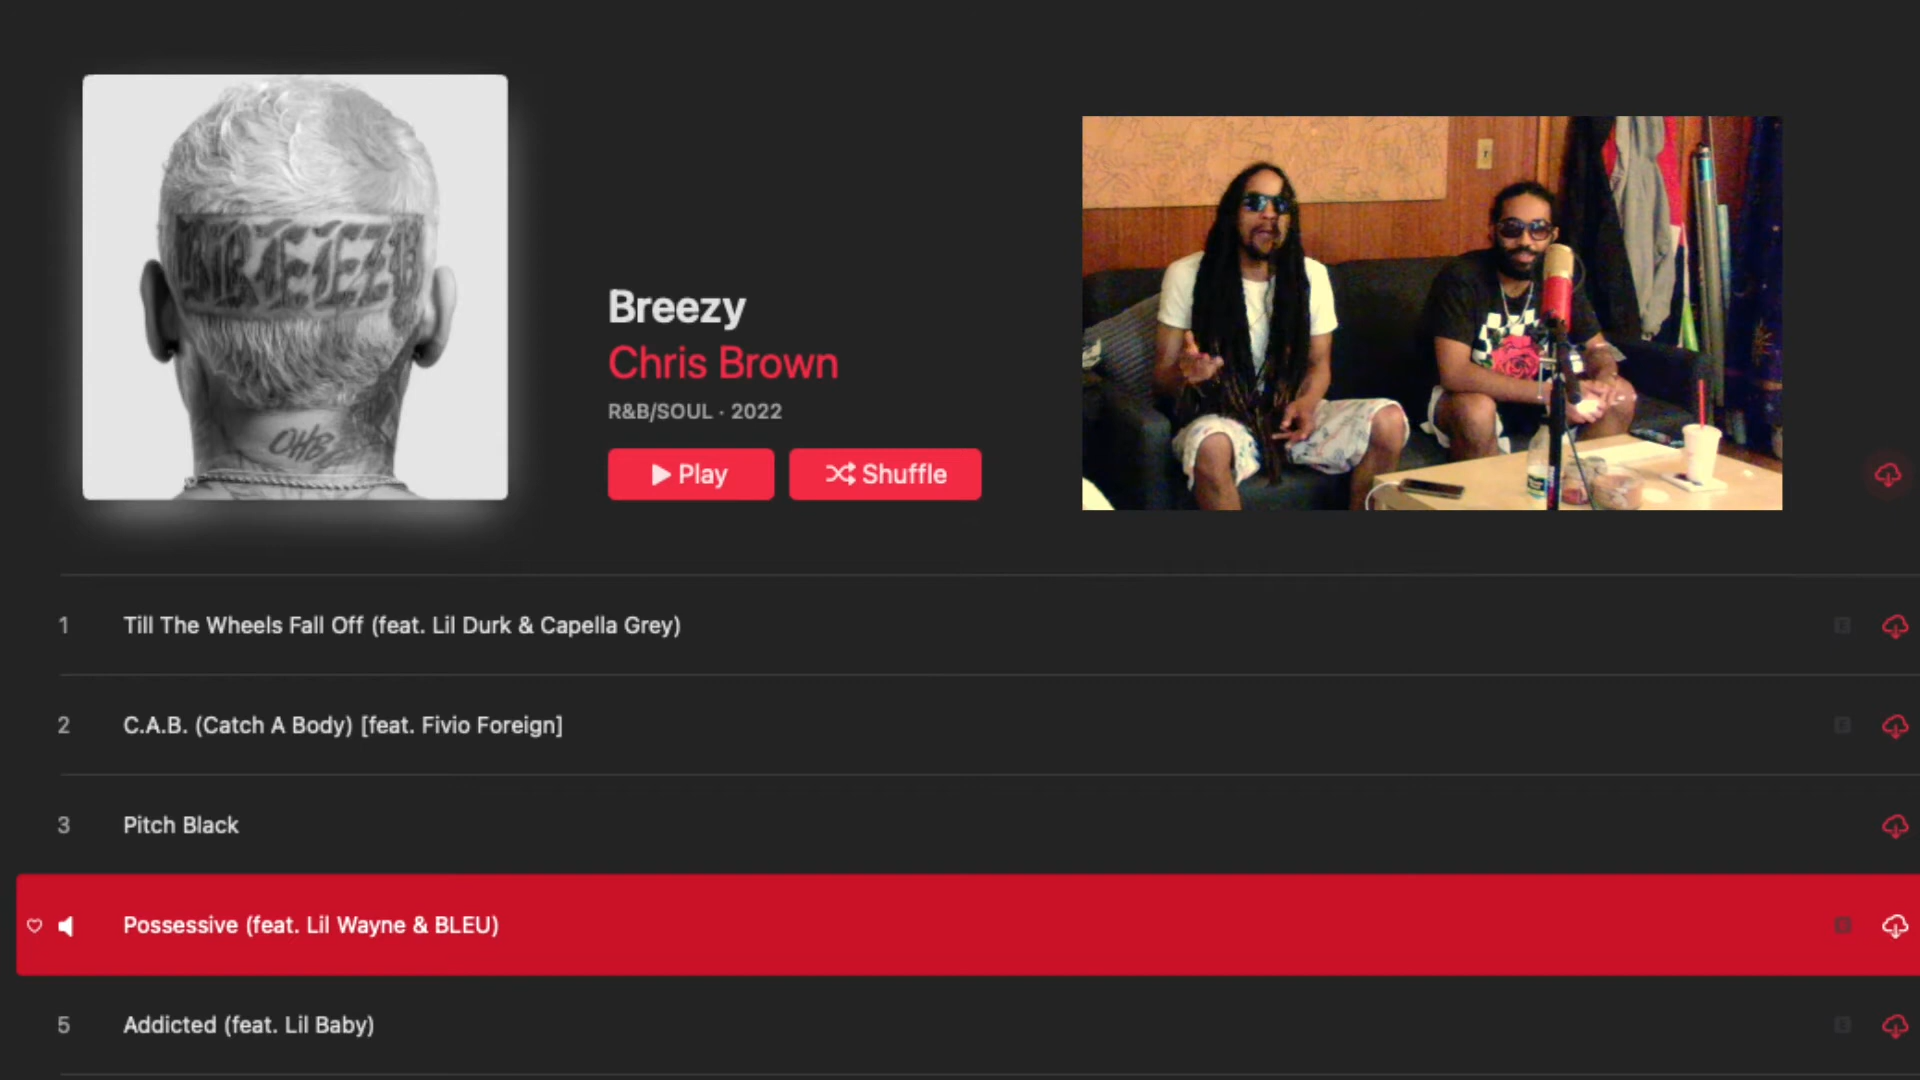 BREEZY
OHB
Breezy
Chris Brown
R&B/SOUL · 2022
Play
Shuffle
1 Till The Wheels Fall Off (feat. Lil Durk & Capella Grey)
2 C.A.B. (Catch A Body) [feat. Fivio Foreign]
3 Pitch Black
Possessive (feat. Lil Wayne & BLEU)
5 Addicted (feat. Lil Baby)